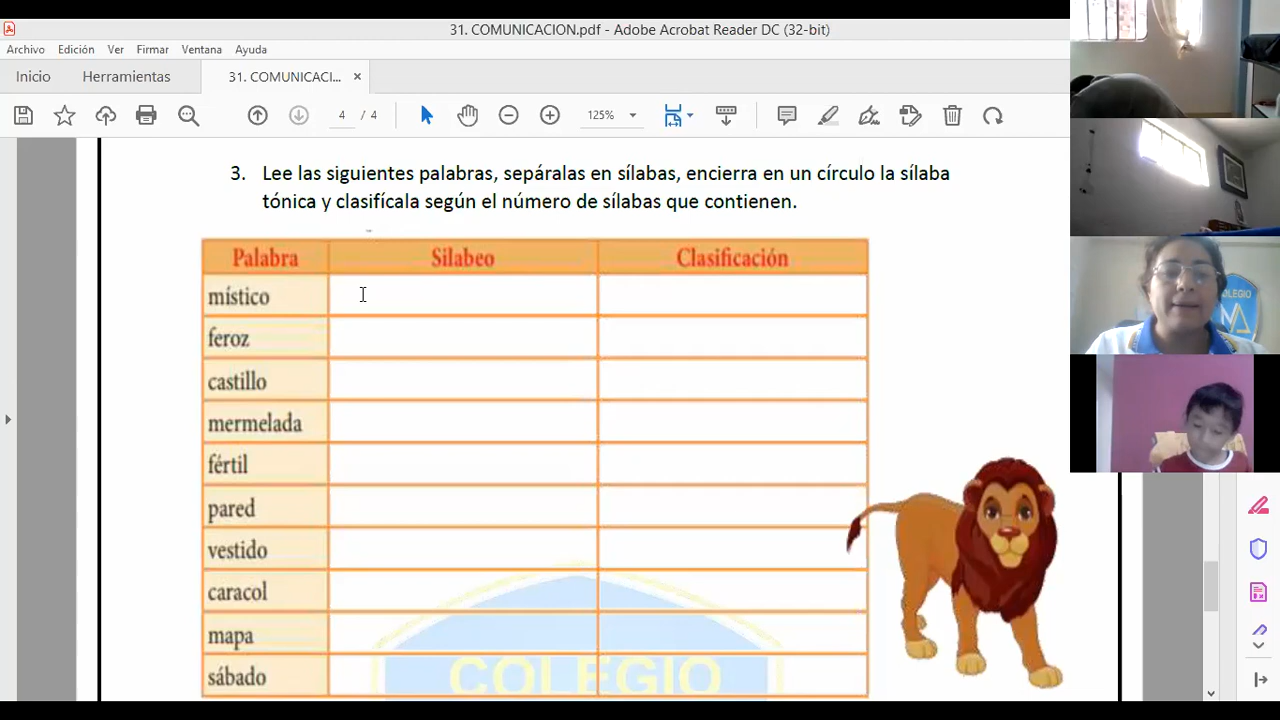 31. COMUNICACION.pdf - Adobe Acrobat Reader DC (32-bit)
Archivo Edición Ver Firmar Ventana Ayuda
Inicio Herramientas 31. COMUNICACI... ×
4 / 4 125%
3. Lee las siguientes palabras, sepáralas en sílabas, encierra en un círculo la sílaba
tónica y clasifícala según el número de sílabas que contienen.
Palabra Silabeo Clasificación
místico
feroz
castillo
mermelada
fértil
pared
vestido
caracol
mapa
sábado
COLEGIO
COLEGIO